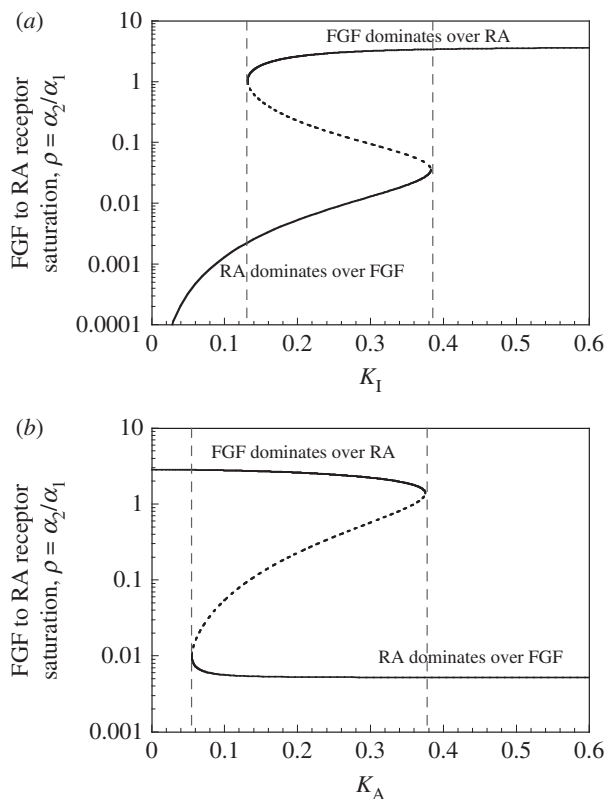 (a)
10
FGF dominates over RA
1
0.1
0.01
0.001
0.0001
RA dominates over FGF
FGF to RA receptor
saturation, ρ = α₂/α₁
0 0.1 0.2 0.3 0.4 0.5 0.6
K_I
(b)
10
FGF dominates over RA
1
0.1
0.01
0.001
RA dominates over FGF
FGF to RA receptor
saturation, ρ = α₂/α₁
0 0.1 0.2 0.3 0.4 0.5 0.6
K_A